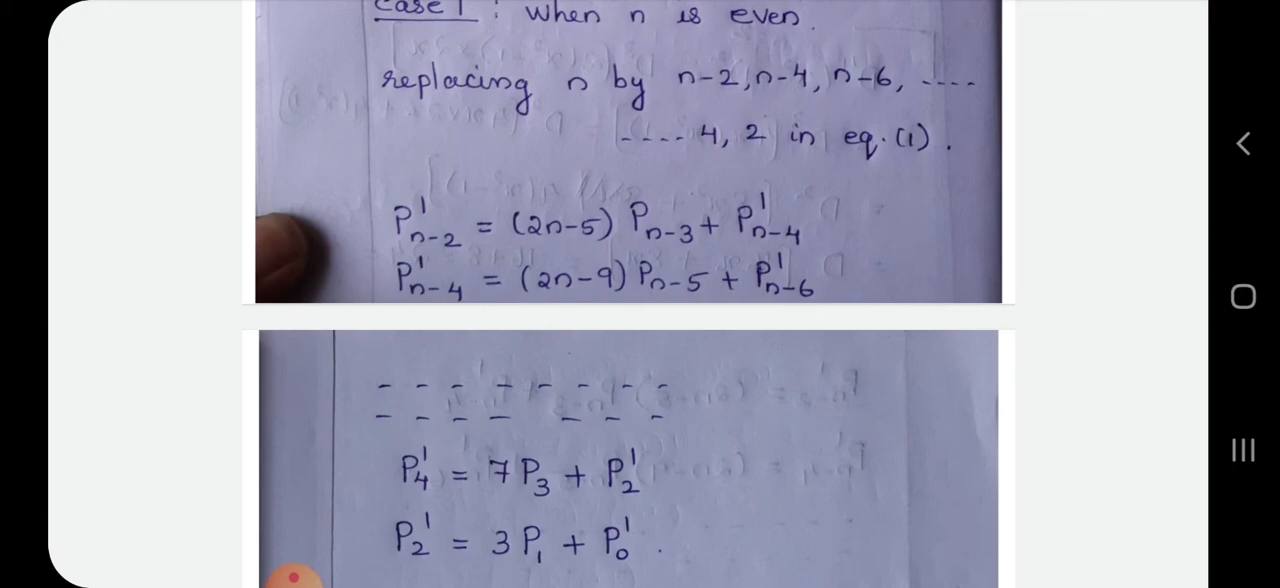 Case 1 : When n is even.
replacing n by n-2, n-4, n-6, ....
.... 4, 2 in eq. (1).
P'n-2 = (2n-5) Pn-3 + P'n-4
P'n-4 = (2n-9) Pn-5 + P'n-6
- - - - - - - -
- - - - - - -
P'4 = 7 P3 + P'2
P'2 = 3 P1 + P'0 .